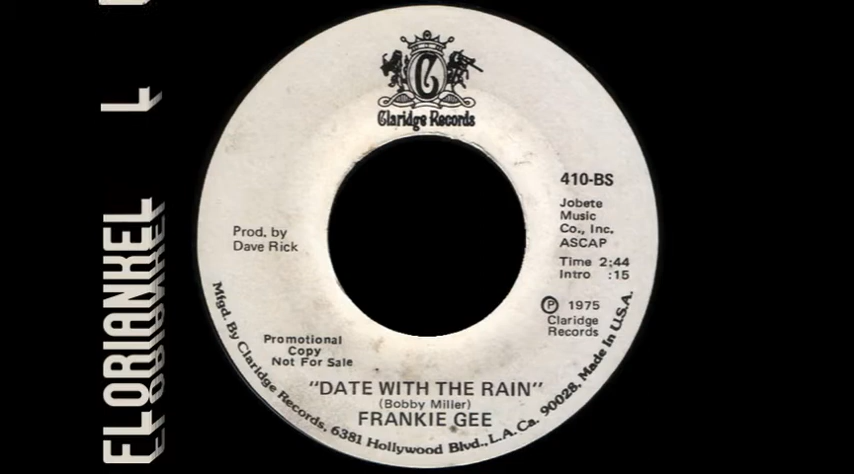 FLORIANKEL
L
Claridge Records
410-BS
Jobete
Music
Co., Inc.
ASCAP
Time 2:44
Intro :15
Prod. by
Dave Rick
℗ 1975
Claridge
Records
Promotional
Copy
Not For Sale
"DATE WITH THE RAIN"
(Bobby Miller)
FRANKIE GEE
Mfgd. By Claridge Records, 6381 Hollywood Blvd., L.A. Ca. 90028. Made In U.S.A.